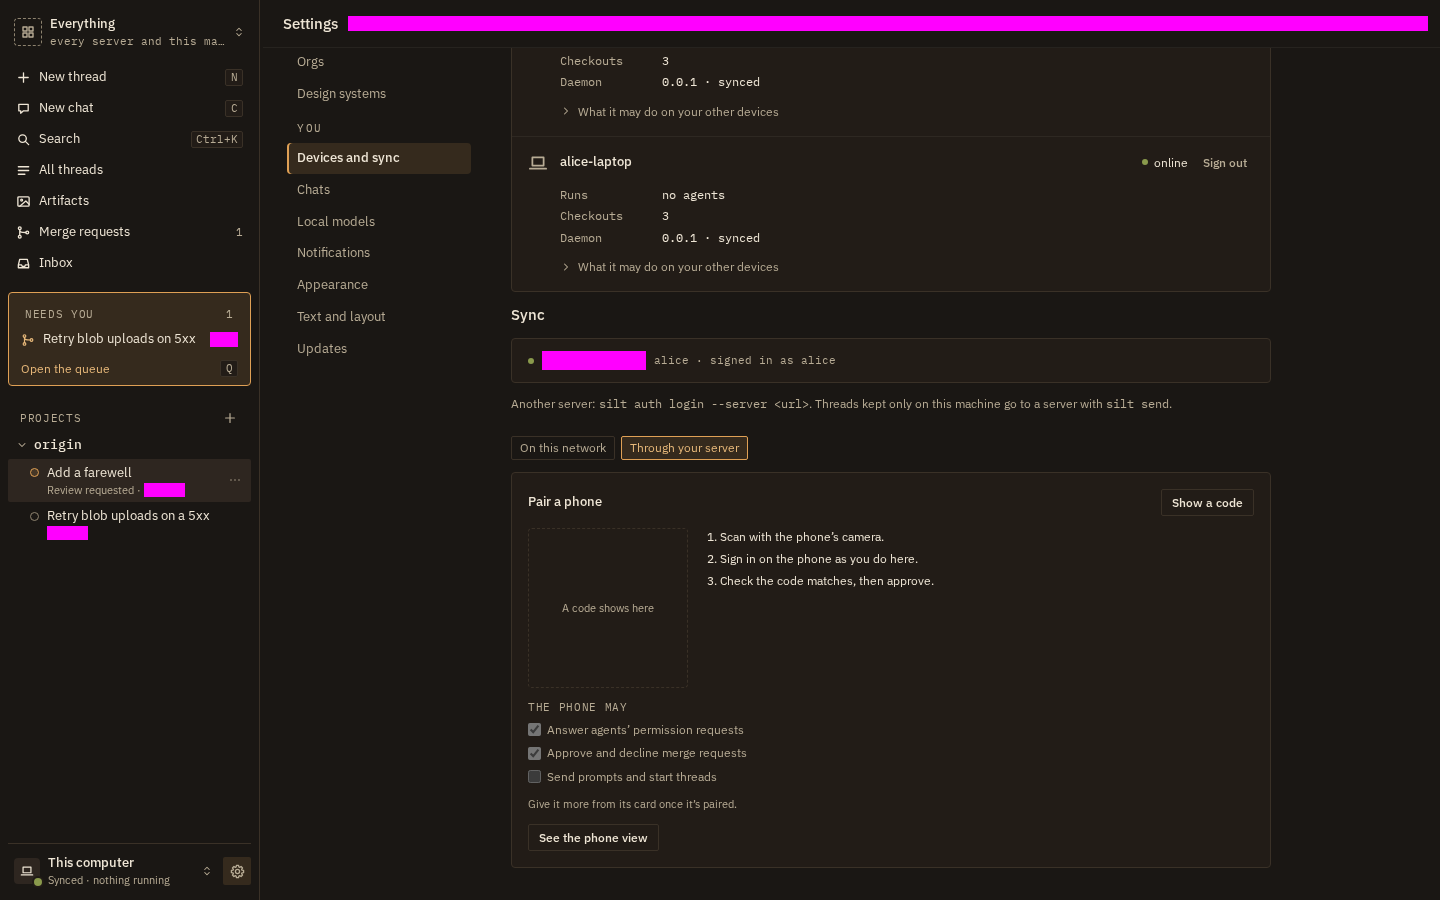 Everything
every server and this ma…
New thread N
New chat C
Search Ctrl+K
All threads
Artifacts
Merge requests 1
Inbox
NEEDS YOU 1
Retry blob uploads on 5xx
Open the queue Q
PROJECTS
origin
Add a farewell
Review requested ·
Retry blob uploads on a 5xx
This computer
Synced · nothing running
Settings
Orgs
Design systems
YOU
Devices and sync
Chats
Local models
Notifications
Appearance
Text and layout
Updates
Checkouts 3
Daemon 0.0.1 · synced
What it may do on your other devices
alice-laptop online Sign out
Runs no agents
Checkouts 3
Daemon 0.0.1 · synced
What it may do on your other devices
Sync
alice · signed in as alice
Another server: silt auth login --server <url>. Threads kept only on this machine go to a server with silt send.
On this network Through your server
Pair a phone Show a code
A code shows here
1. Scan with the phone's camera.
2. Sign in on the phone as you do here.
3. Check the code matches, then approve.
THE PHONE MAY
Answer agents' permission requests
Approve and decline merge requests
Send prompts and start threads
Give it more from its card once it's paired.
See the phone view